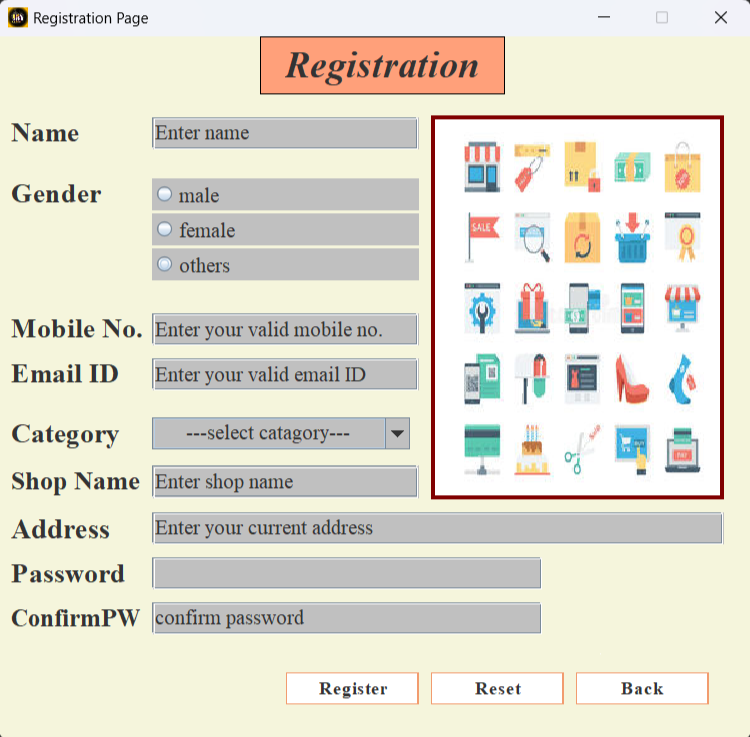 Registration Page
Registration
Name
Enter name
Gender
male
female
others
Mobile No.
Enter your valid mobile no.
Email ID
Enter your valid email ID
Category
---select catagory---
Shop Name
Enter shop name
Address
Enter your current address
Password
ConfirmPW
confirm password
SALE
Register
Reset
Back